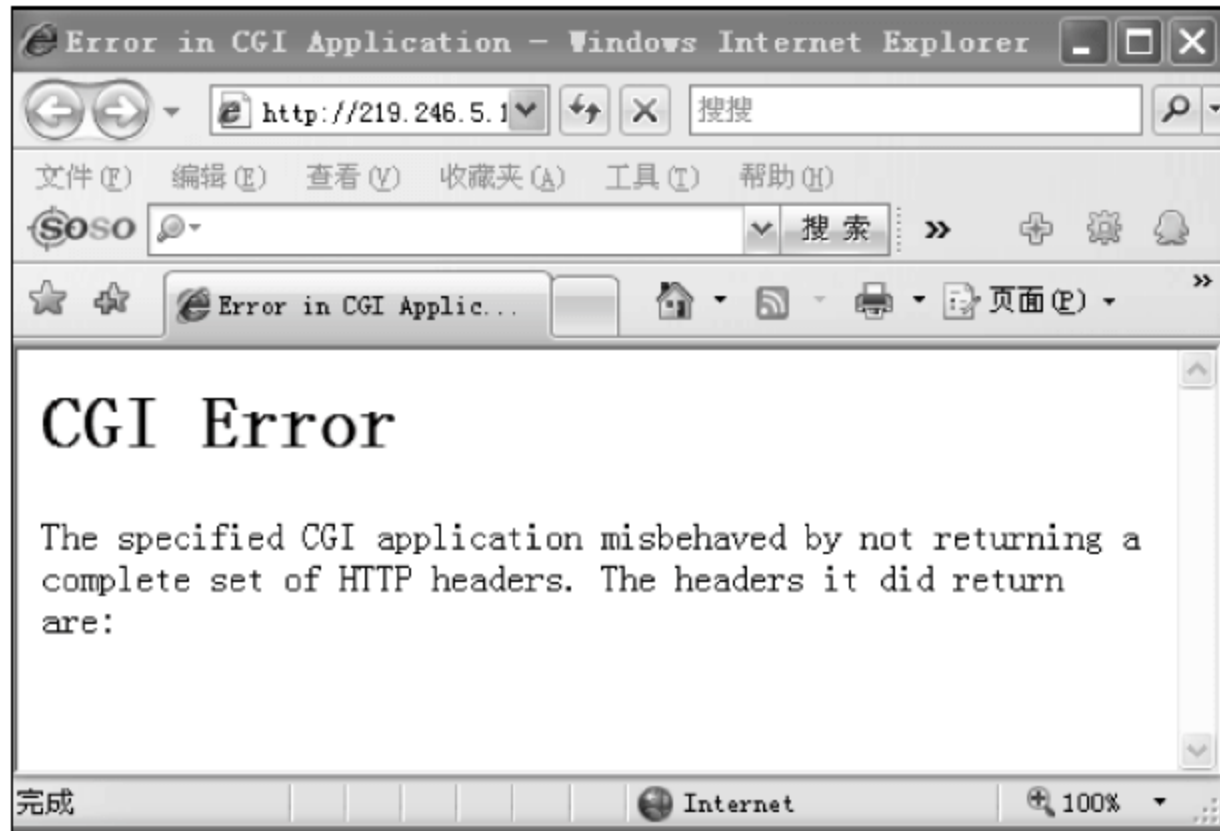 Error in CGI Application - Windows Internet Explorer
http://219.246.5.1
搜搜
文件(F) 编辑(E) 查看(V) 收藏夹(A) 工具(T) 帮助(H)
SOSO 搜 索 »
Error in CGI Applic... 页面(P) »
CGI Error
The specified CGI application misbehaved by not returning a
complete set of HTTP headers. The headers it did return
are:
完成 Internet 100%